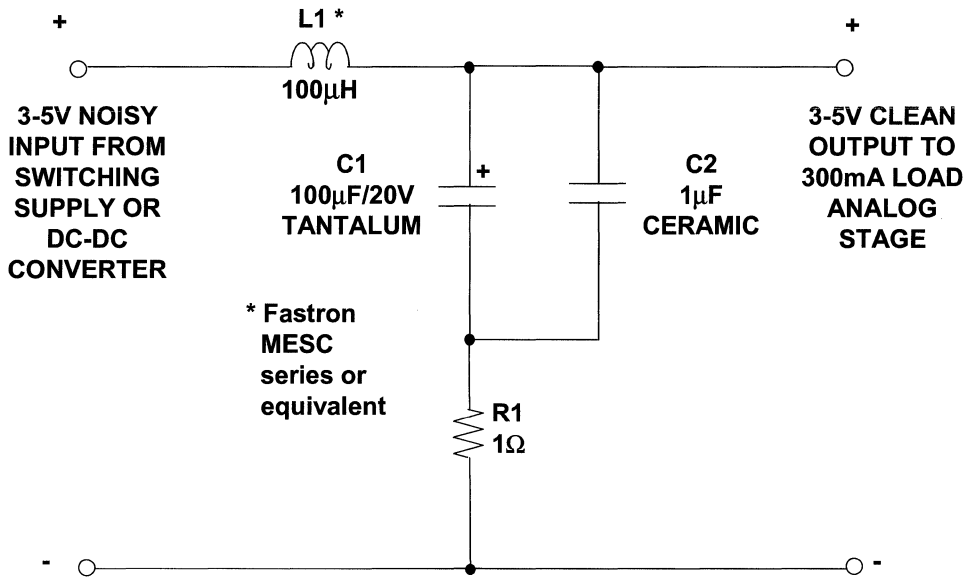 +
L1 *
+
100μH
3-5V NOISY
INPUT FROM
SWITCHING
SUPPLY OR
DC-DC
CONVERTER
C1
100μF/20V
TANTALUM
+
C2
1μF
CERAMIC
3-5V CLEAN
OUTPUT TO
300mA LOAD
ANALOG
STAGE
* Fastron
MESC
series or
equivalent
R1
1Ω
-
-